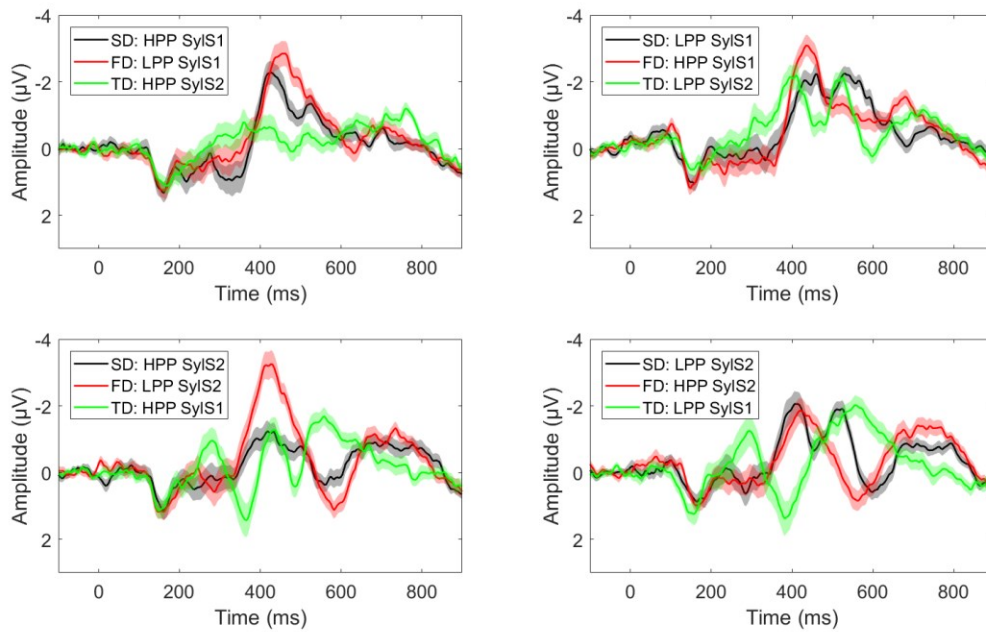 -4
-2
0
2
Amplitude (µV)
SD: HPP SylS1
FD: LPP SylS1
TD: HPP SylS2
0 200 400 600 800
Time (ms)
-4
-2
0
2
Amplitude (µV)
SD: LPP SylS1
FD: HPP SylS1
TD: LPP SylS2
0 200 400 600 800
Time (ms)
-4
-2
0
2
Amplitude (µV)
SD: HPP SylS2
FD: LPP SylS2
TD: HPP SylS1
0 200 400 600 800
Time (ms)
-4
-2
0
2
Amplitude (µV)
SD: LPP SylS2
FD: HPP SylS2
TD: LPP SylS1
0 200 400 600 800
Time (ms)